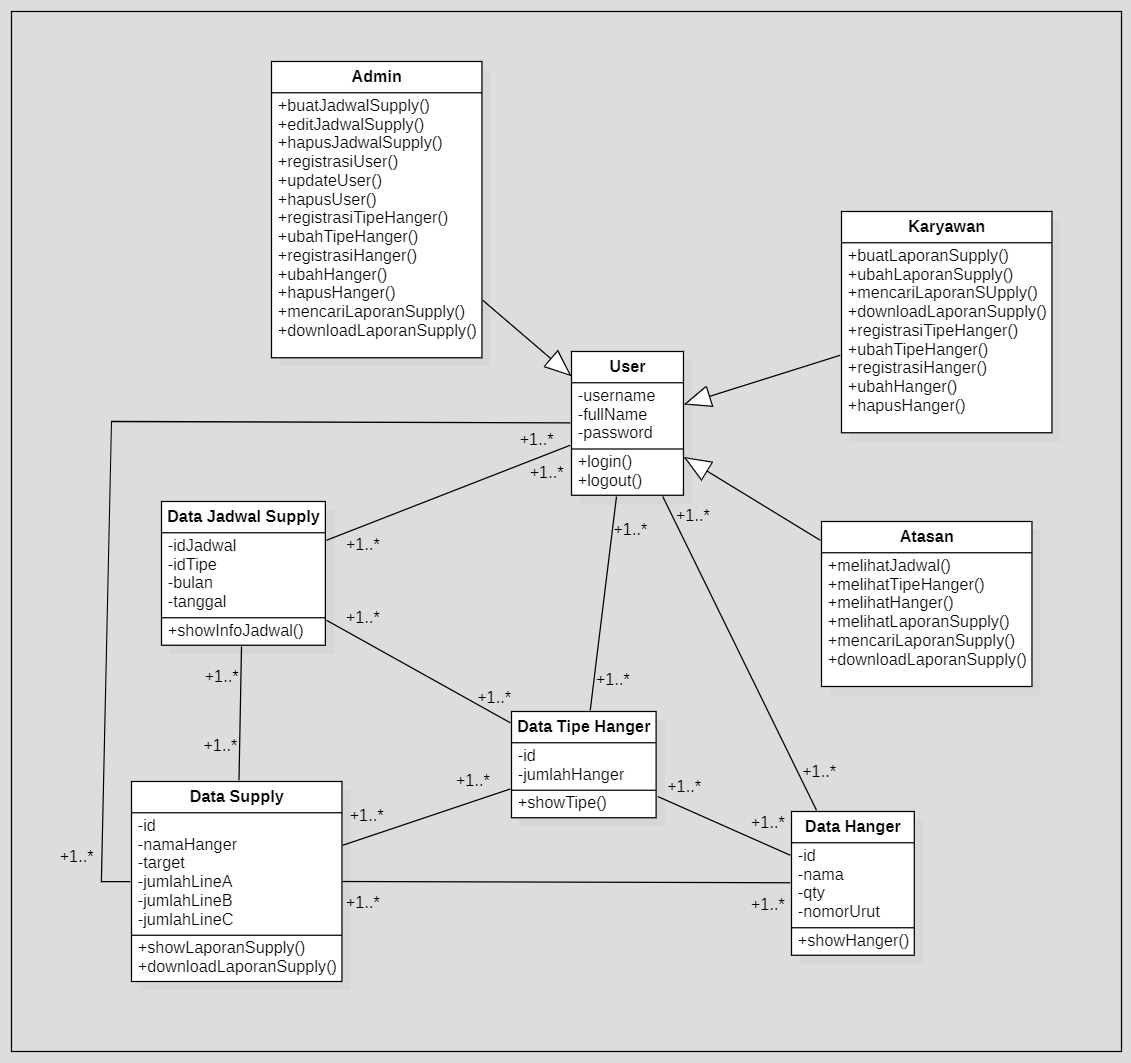 Admin
+buatJadwalSupply()
+editJadwalSupply()
+hapusJadwalSupply()
+registrasiUser()
+updateUser()
+hapusUser()
+registrasiTipeHanger()
+ubahTipeHanger()
+registrasiHanger()
+ubahHanger()
+hapusHanger()
+mencariLaporanSupply()
+downloadLaporanSupply()
Karyawan
+buatLaporanSupply()
+ubahLaporanSupply()
+mencariLaporanSUpply()
+downloadLaporanSupply()
+registrasiTipeHanger()
+ubahTipeHanger()
+registrasiHanger()
+ubahHanger()
+hapusHanger()
User
-username
-fullName
-password
+login()
+logout()
+1..*
+1..*
+1..*
+1..*
Data Jadwal Supply
-idJadwal
-idTipe
-bulan
-tanggal
+showInfoJadwal()
+1..*
+1..*
+1..*
+1..*
Atasan
+melihatJadwal()
+melihatTipeHanger()
+melihatHanger()
+melihatLaporanSupply()
+mencariLaporanSupply()
+downloadLaporanSupply()
+1..*
+1..*
Data Tipe Hanger
-id
-jumlahHanger
+showTipe()
+1..*
+1..*
+1..*
+1..*
Data Supply
-id
-namaHanger
-target
-jumlahLineA
-jumlahLineB
-jumlahLineC
+showLaporanSupply()
+downloadLaporanSupply()
+1..*
+1..*
+1..*
+1..*
+1..*
Data Hanger
-id
-nama
-qty
-nomorUrut
+showHanger()